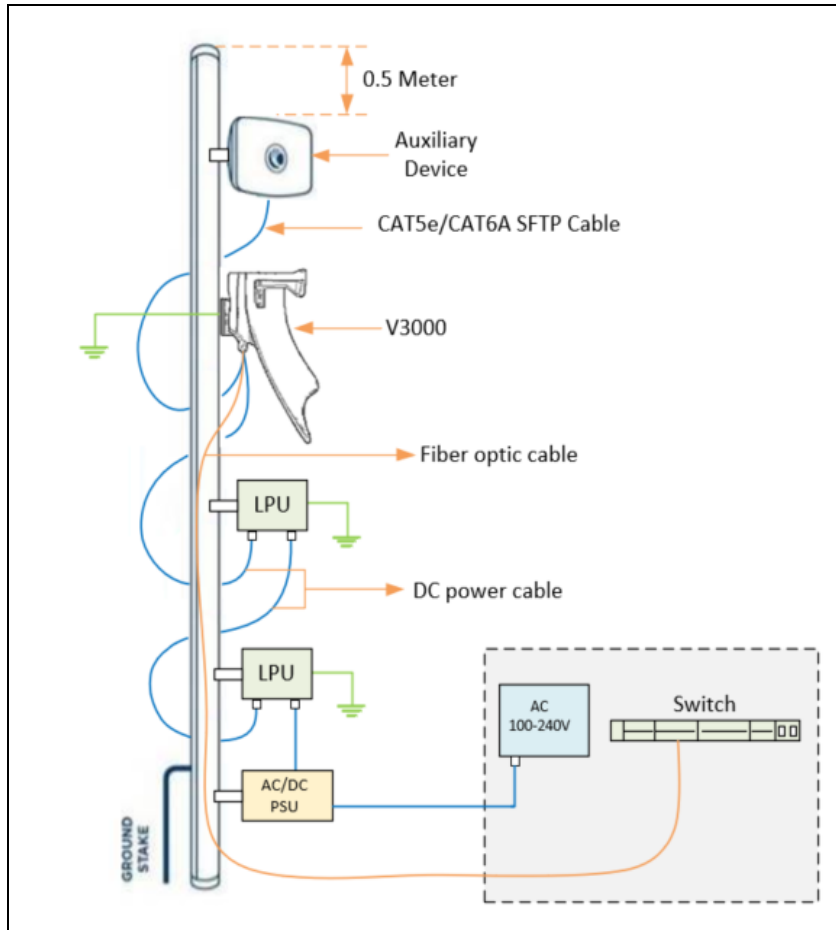 0.5 Meter
Auxiliary
Device
CAT5e/CAT6A SFTP Cable
V3000
Fiber optic cable
LPU
DC power cable
LPU
AC
100-240V
Switch
AC/DC
PSU
GROUND
STAKE